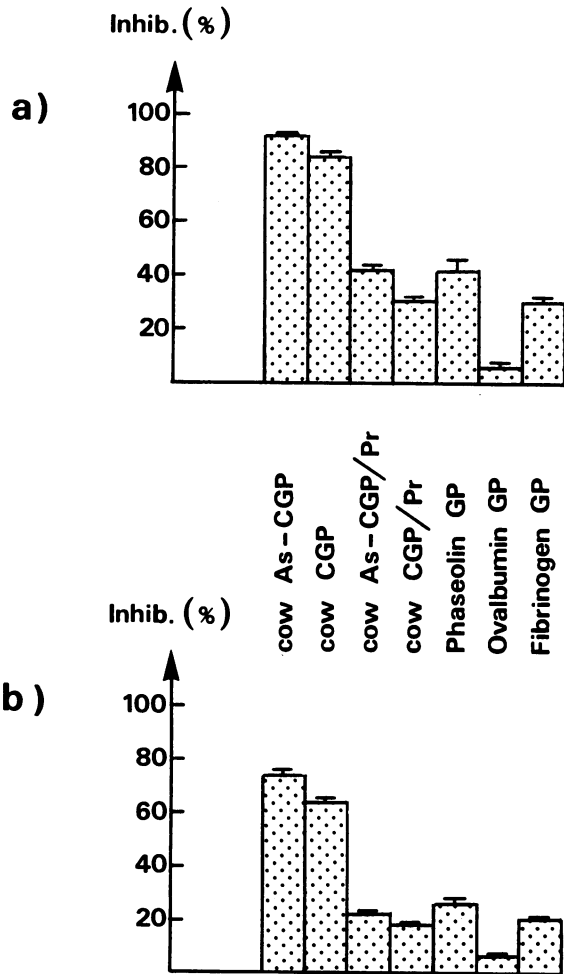 Inhib. (%)
a)
100
80
60
40
20
cow As-CGP
cow CGP
cow As-CGP/Pr
cow CGP/Pr
Phaseolin GP
Ovalbumin GP
Fibrinogen GP
Inhib. (%)
b)
100
80
60
40
20